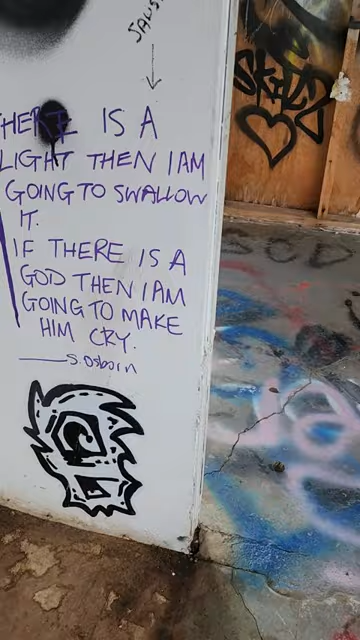 HERE IS A
LIGHT THEN I AM
GOING TO SWALLOW
IT.
IF THERE IS A
GOD THEN I AM
GOING TO MAKE
HIM CRY.
S. Osborn